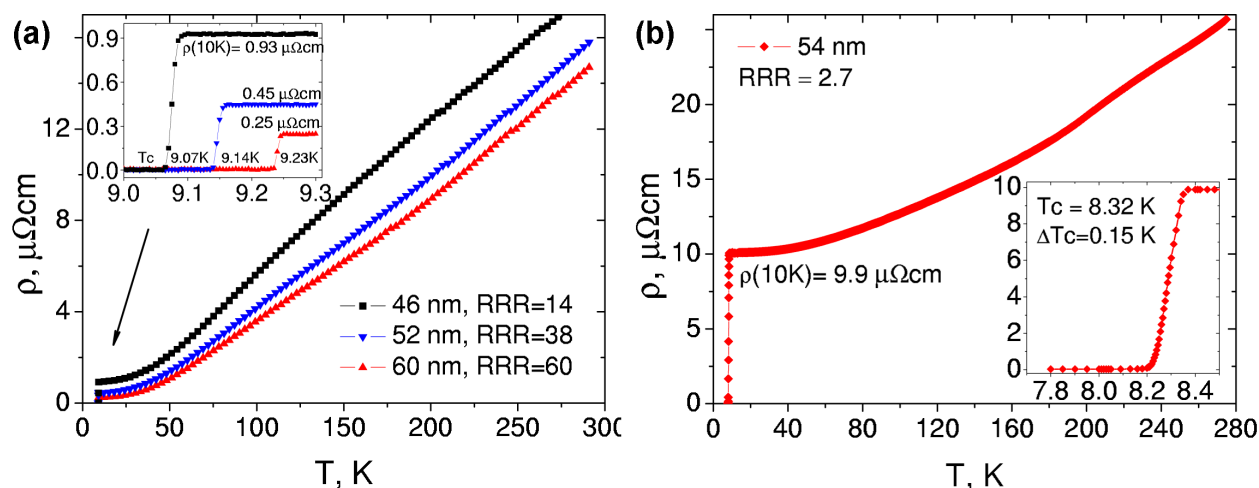 (a)
0.9
0.6
0.3
0.0
ρ(10K)= 0.93 μΩcm
0.45 μΩcm
0.25 μΩcm
Tc 9.07K 9.14K 9.23K
9.0 9.1 9.2 9.3
12
8
4
0
ρ, μΩcm
46 nm, RRR=14
52 nm, RRR=38
60 nm, RRR=60
0 50 100 150 200 250 300
T, K
(b)
54 nm
RRR = 2.7
25
20
15
10
5
0
ρ, μΩcm
ρ(10K)= 9.9 μΩcm
10
8
6
4
2
0
Tc = 8.32 K
ΔTc=0.15 K
7.8 8.0 8.2 8.4
0 40 80 120 160 200 240 280
T, K